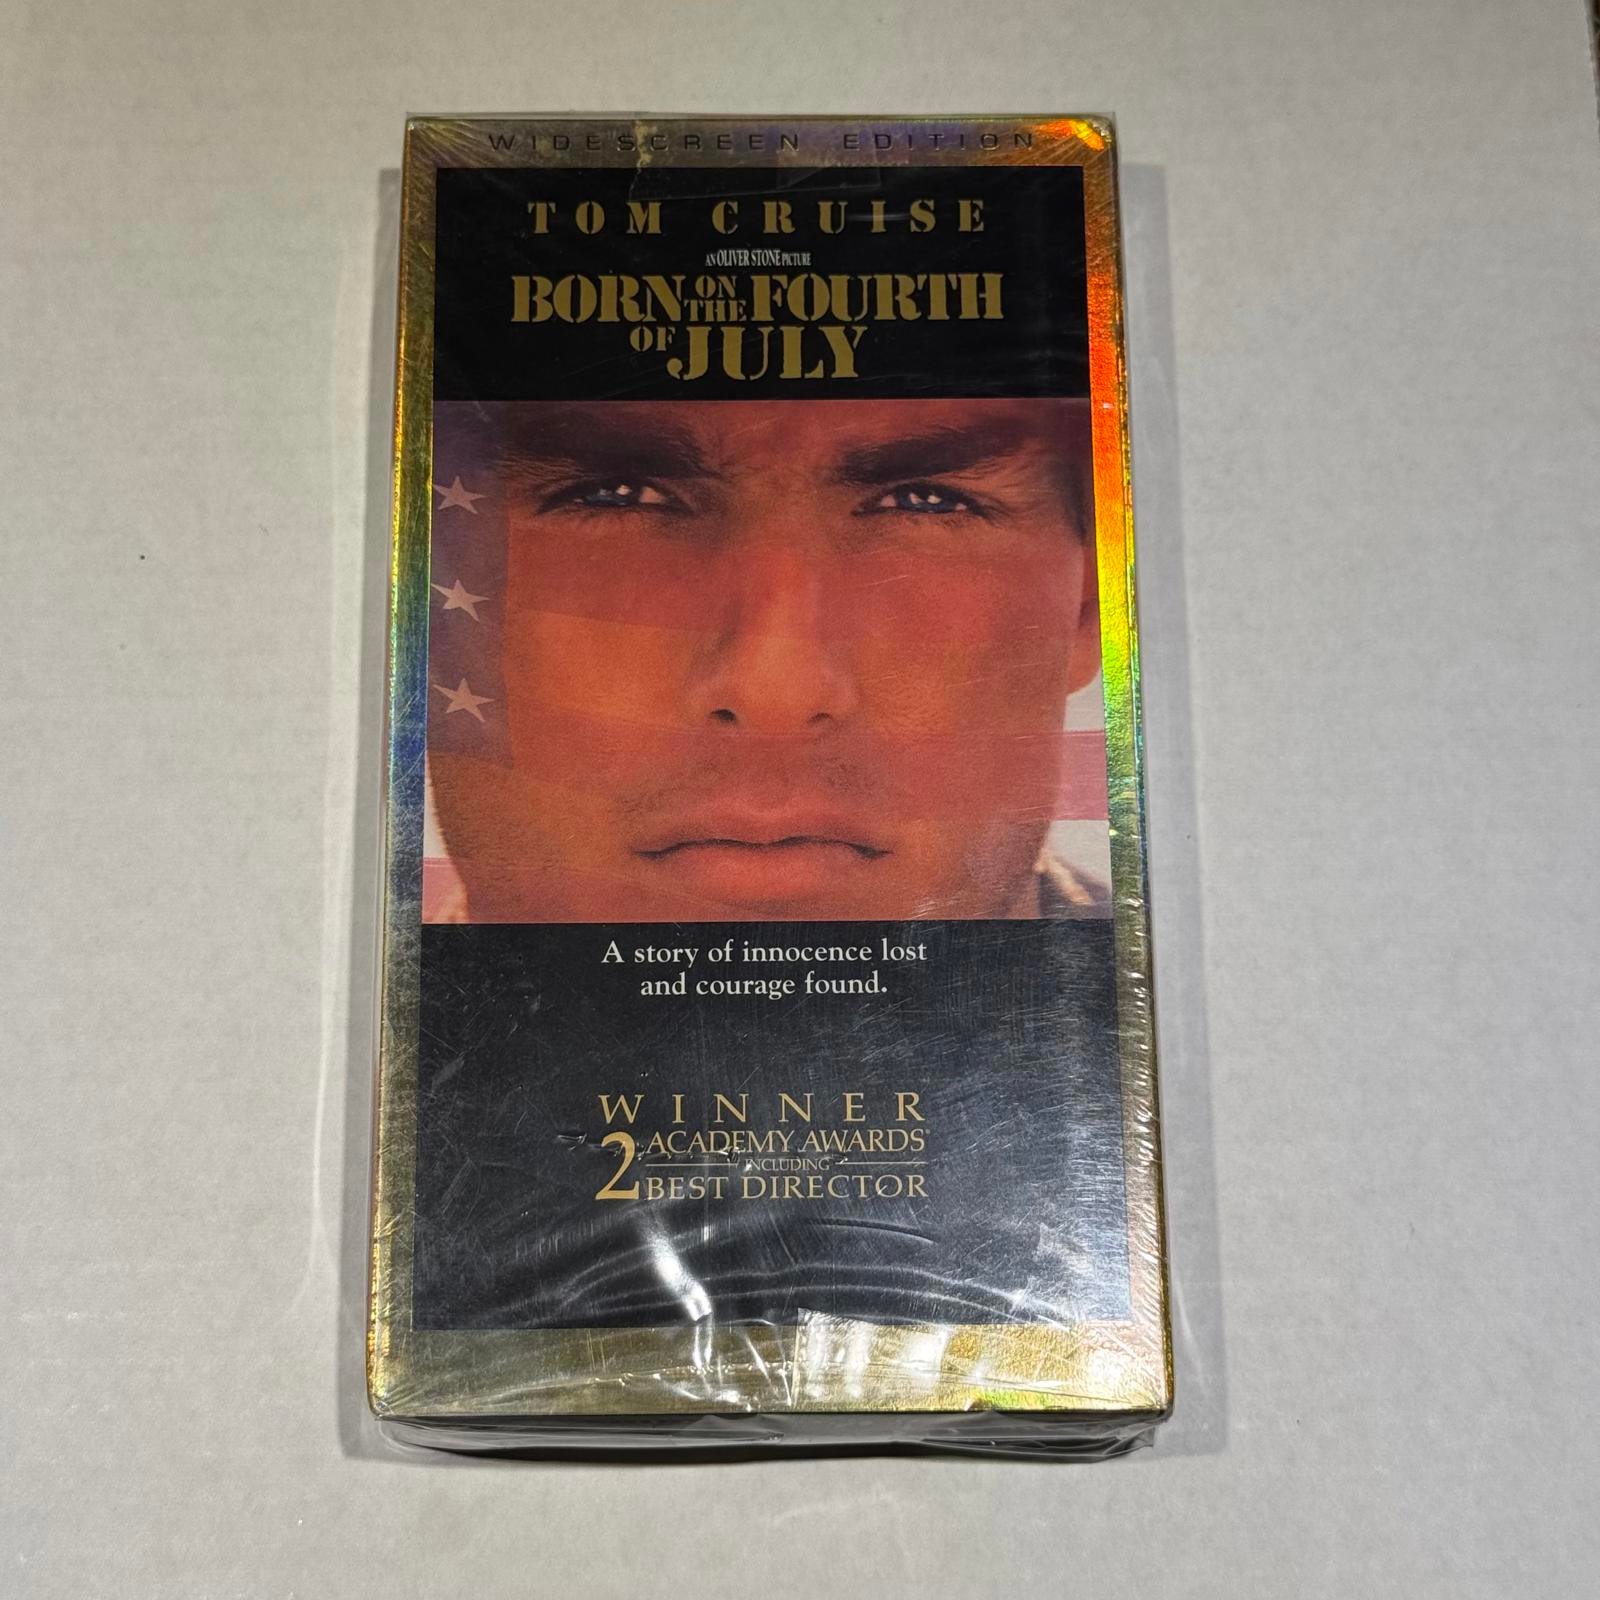 WIDESCREEN EDITION
TOM CRUISE
AN OLIVER STONE PICTURE
BORN ON THE FOURTH
OF JULY
A story of innocence lost
and courage found.
WINNER
2 ACADEMY AWARDS®
INCLUDING
BEST DIRECTOR